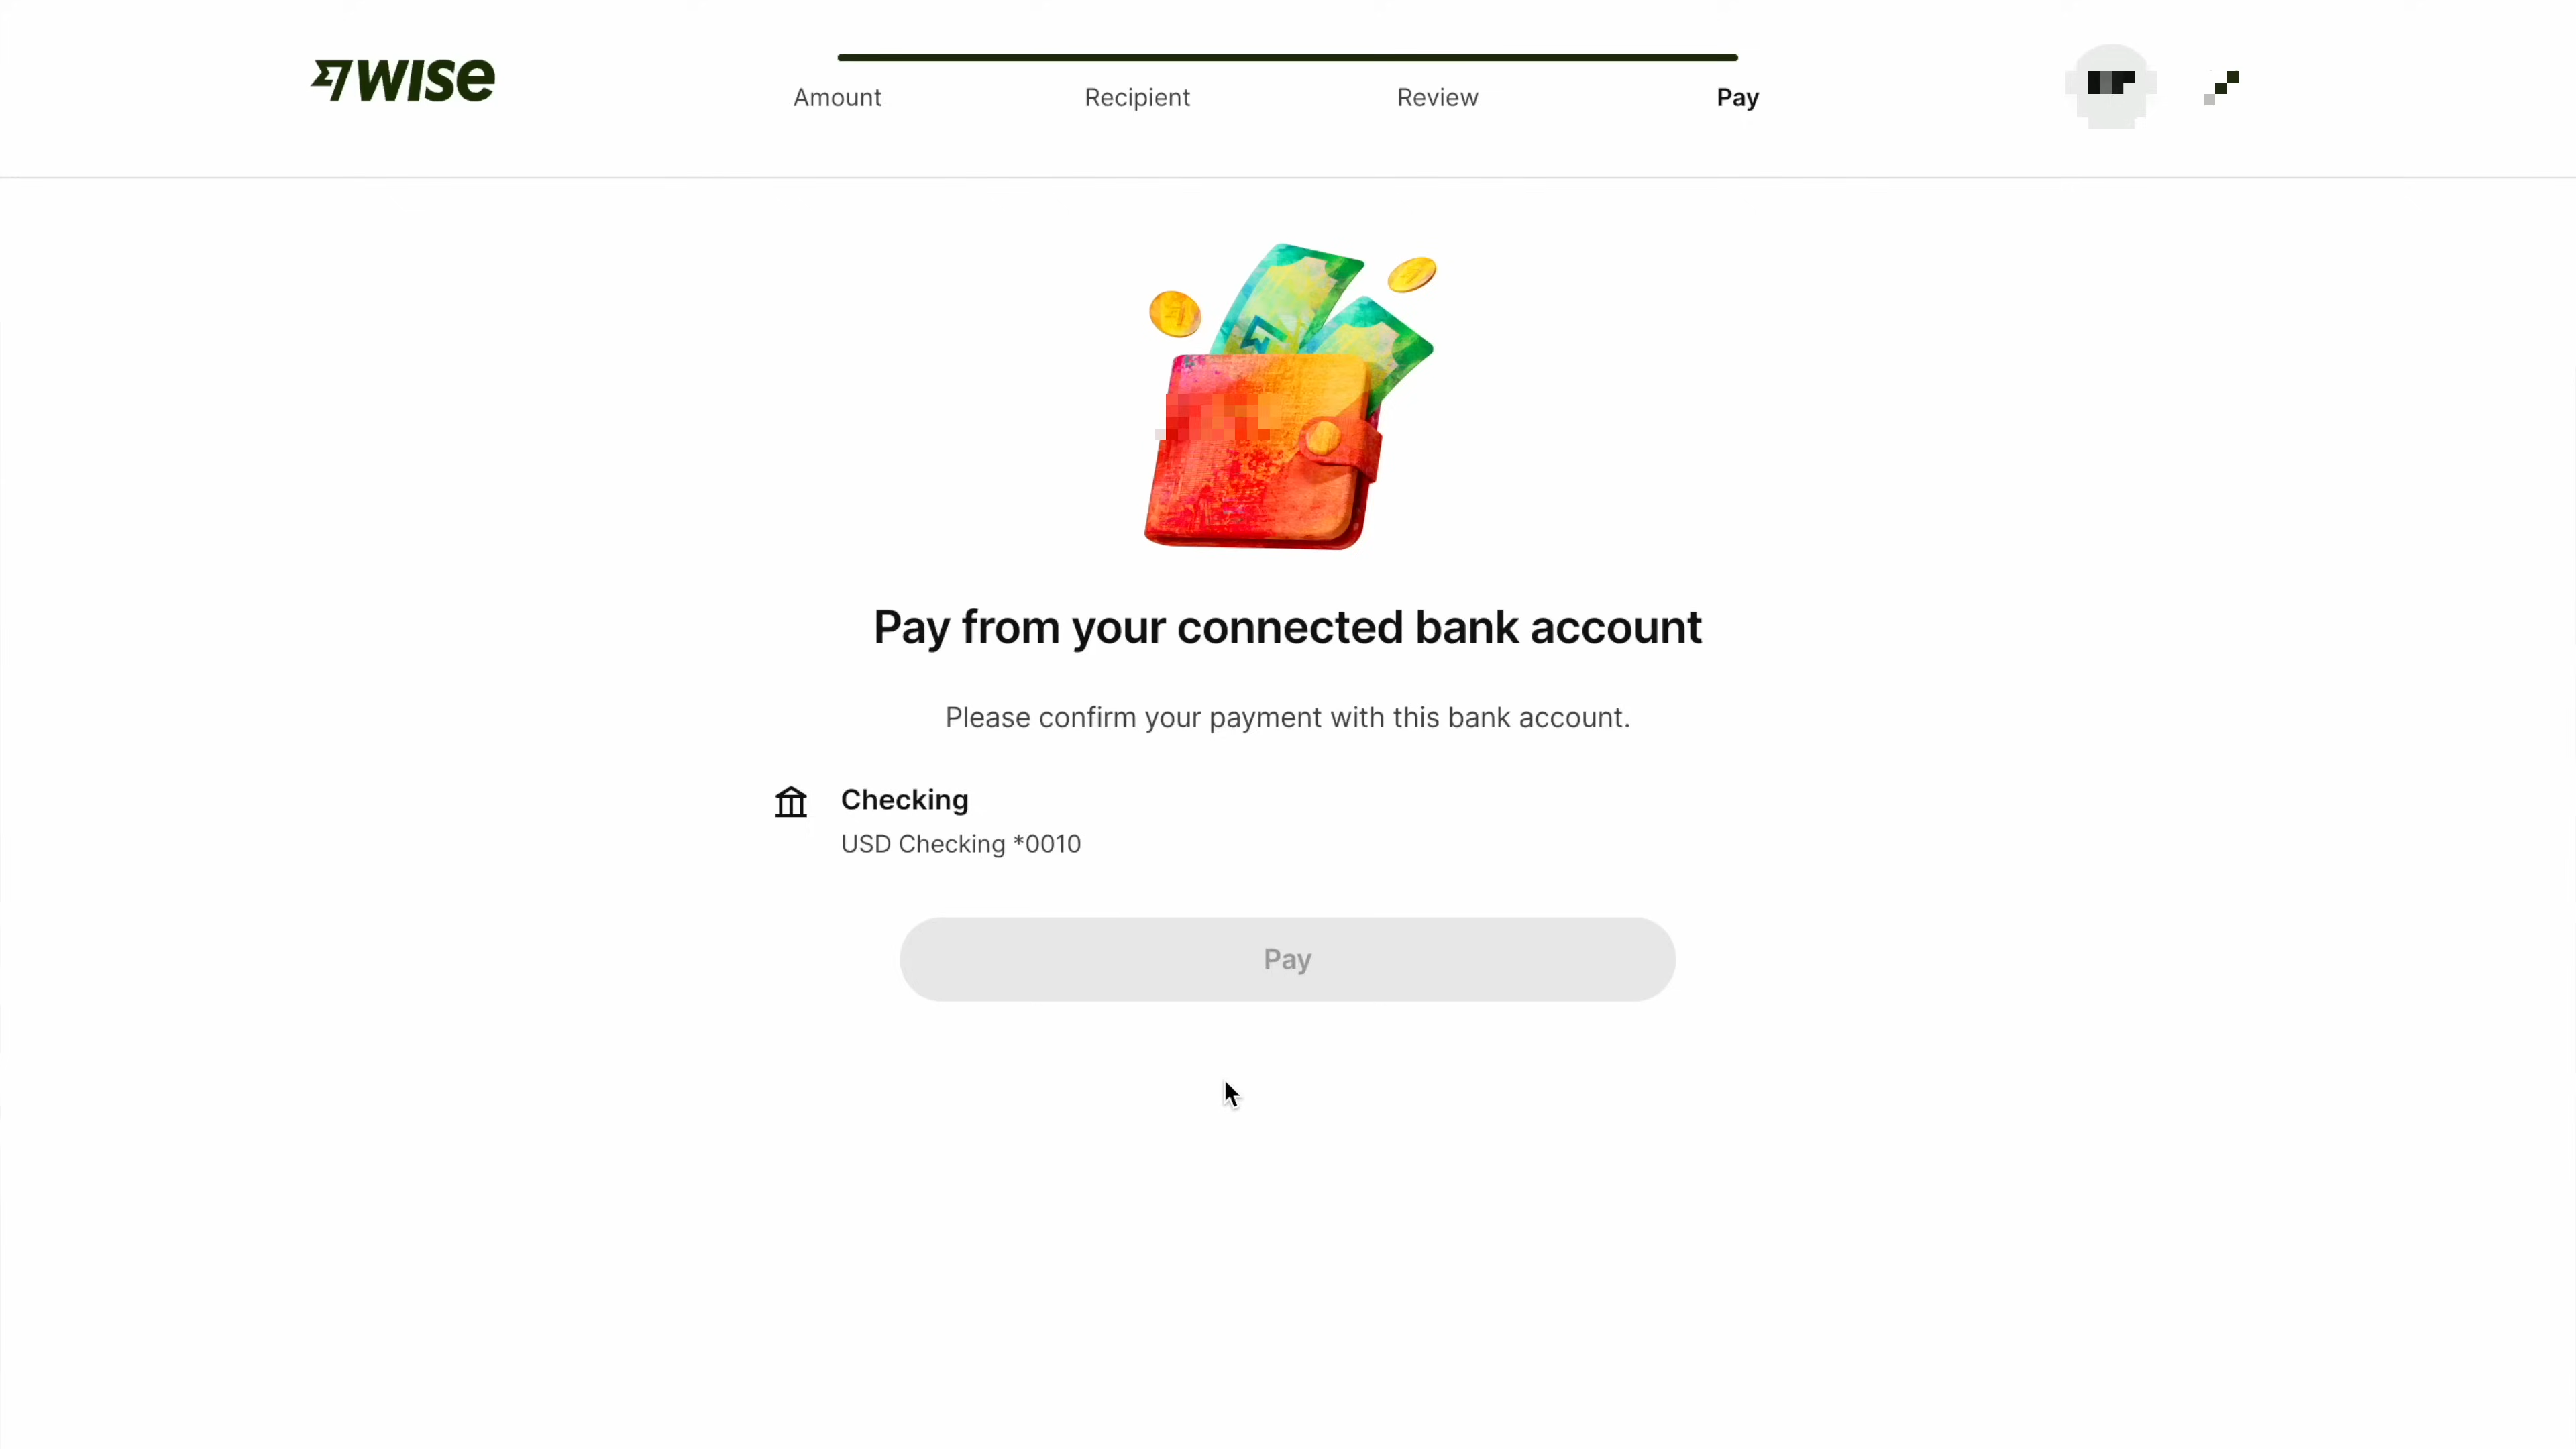 WISE
Amount
Recipient
Review
Pay
Pay from your connected bank account
Please confirm your payment with this bank account.
Checking
USD Checking *0010
Pay